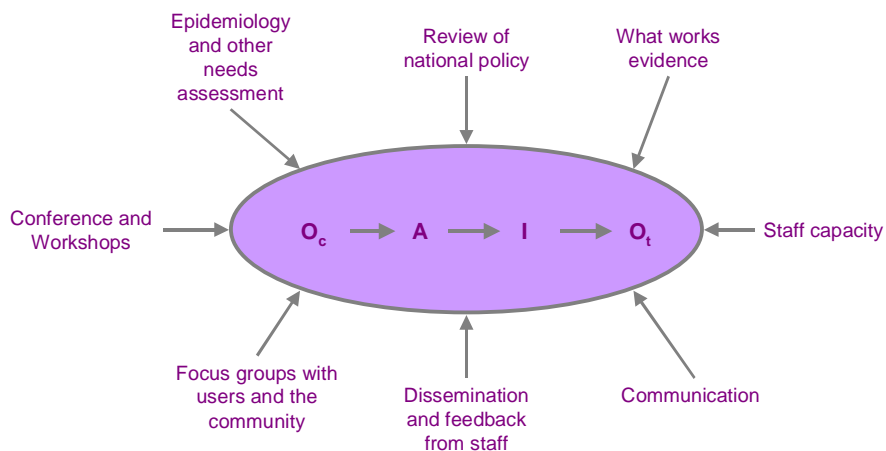 Epidemiology
and other
needs
assessment
Review of
national policy
What works
evidence
Conference and
Workshops
Oc A I Ot
Staff capacity
Focus groups with
users and the
community
Dissemination
and feedback
from staff
Communication